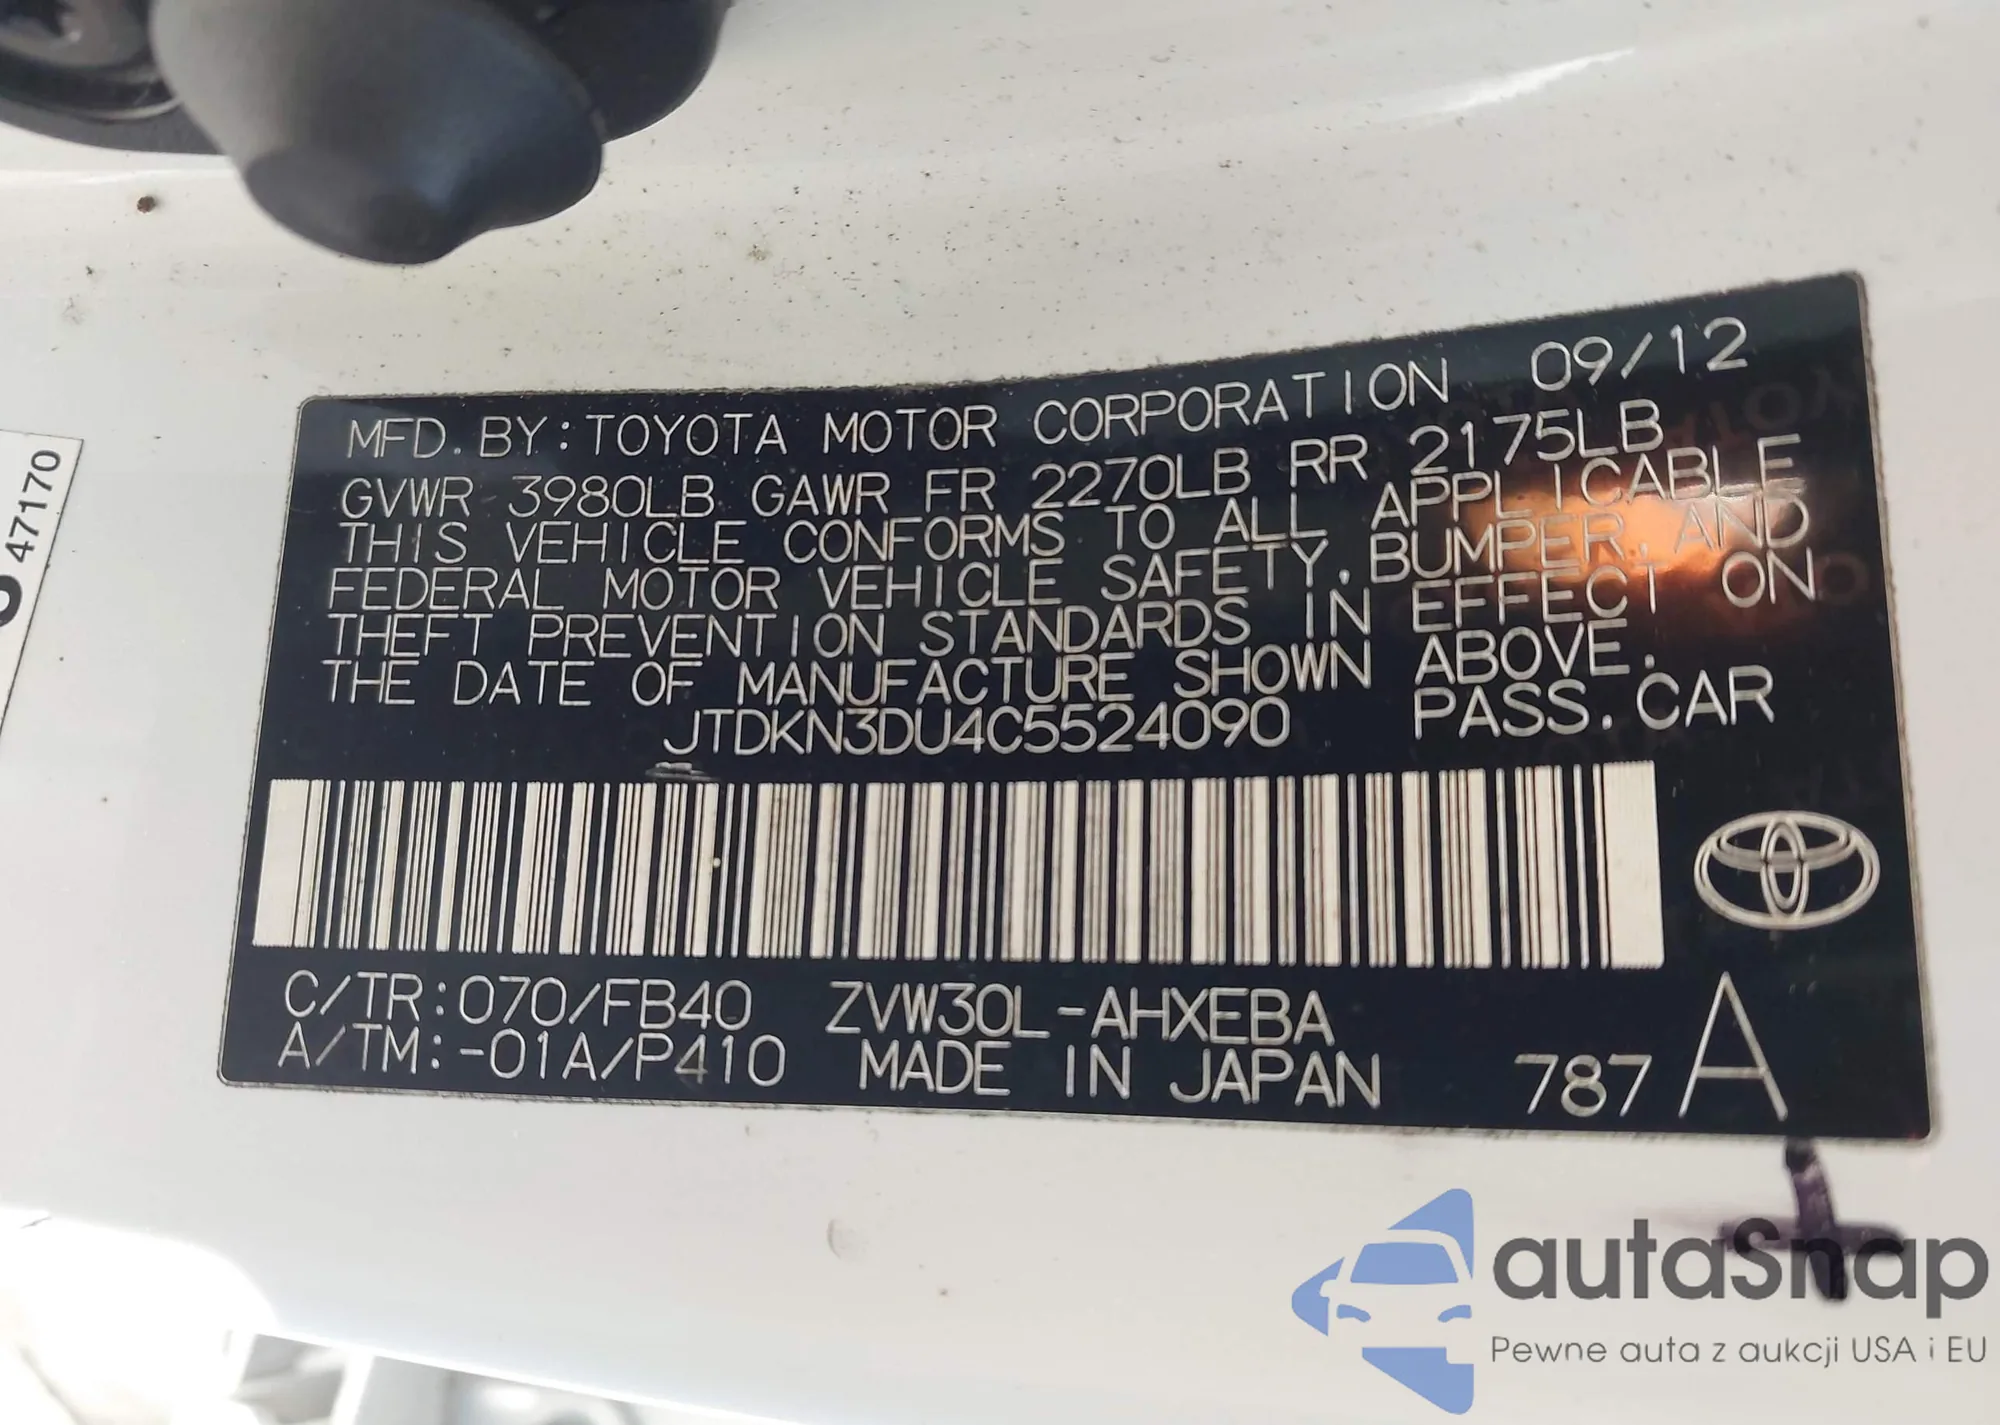 47170
MFD. BY: TOYOTA MOTOR CORPORATION 09/12
GVWR 3980LB GAWR FR 2270LB RR 2175LB
THIS VEHICLE CONFORMS TO ALL APPLICABLE
FEDERAL MOTOR VEHICLE SAFETY, BUMPER, AND
THEFT PREVENTION STANDARDS IN EFFECT ON
THE DATE OF MANUFACTURE SHOWN ABOVE.
JTDKN3DU4C5524090 PASS. CAR
C/TR: 070/FB40 ZVW30L-AHXEBA
A/TM: -01A/P410 MADE IN JAPAN 787 A
autoSnap
Pewne auta z aukcji USA i EU